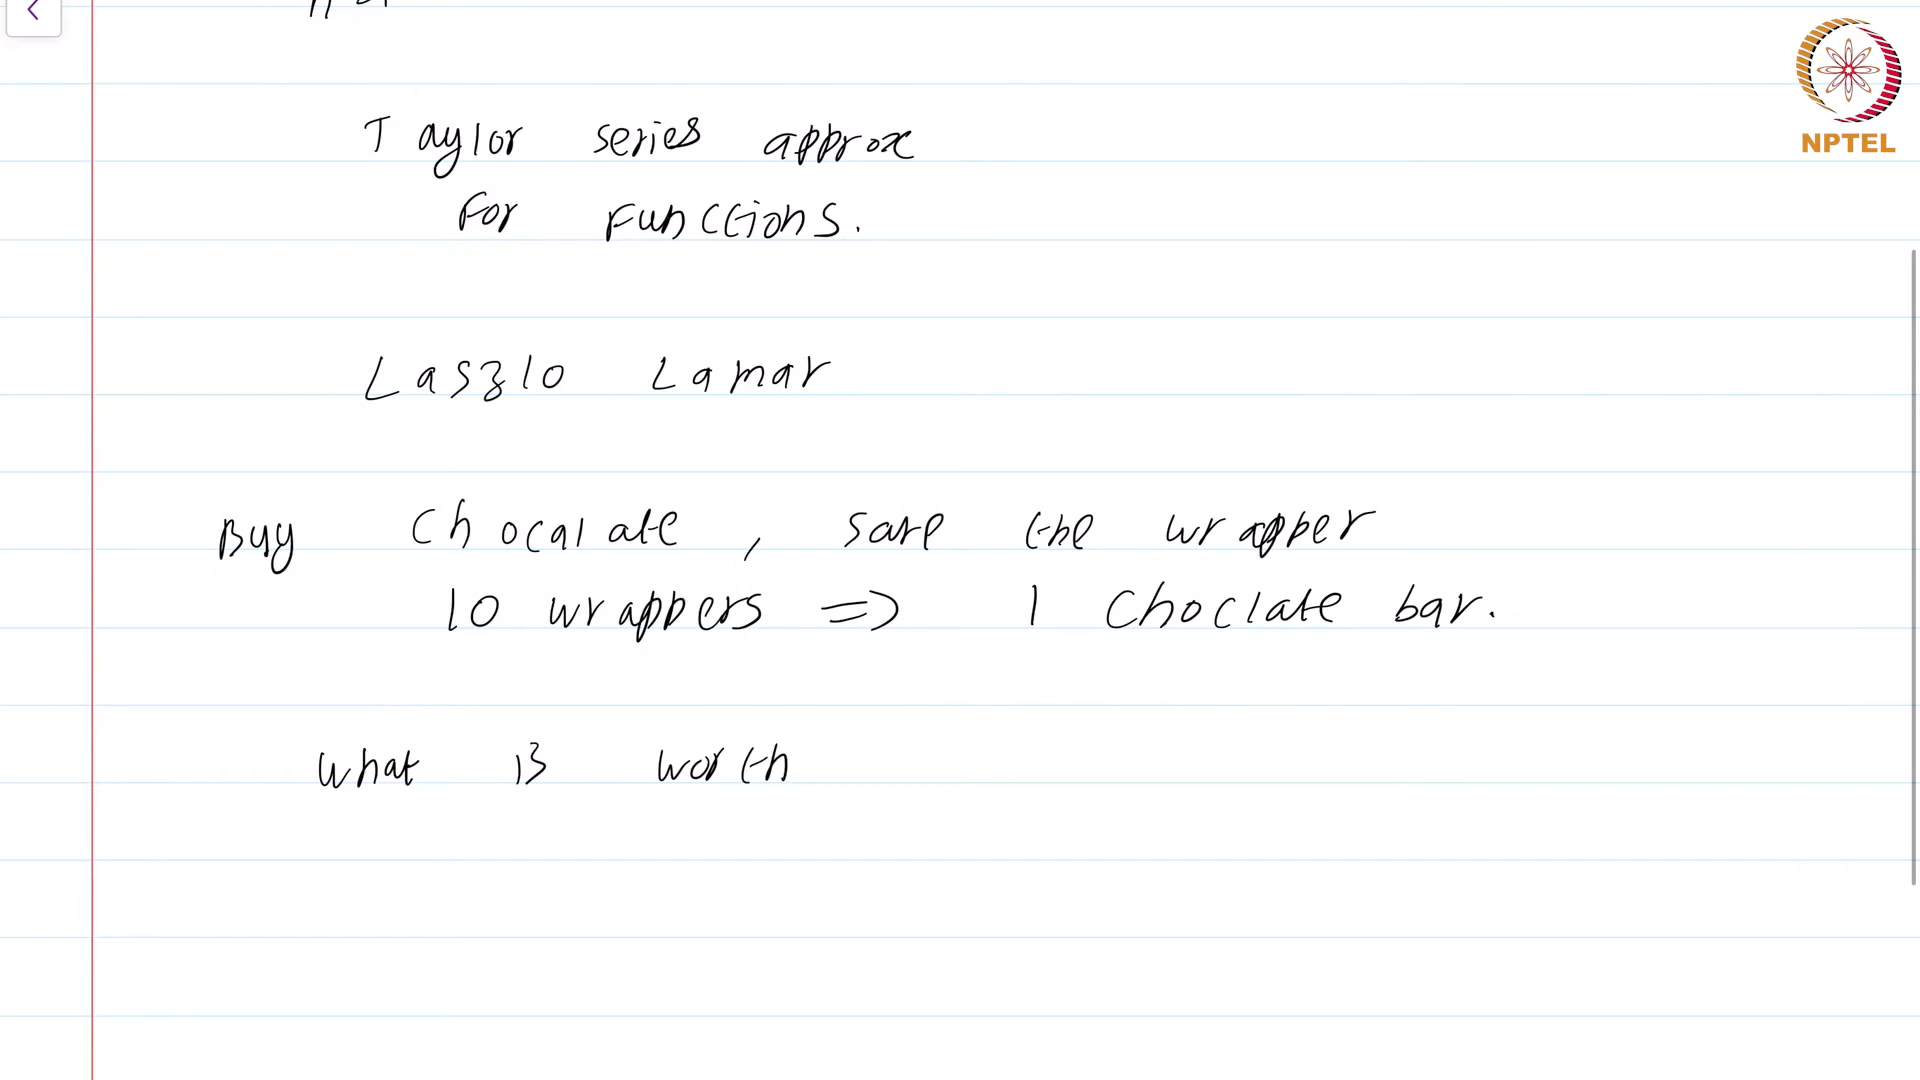 NPTEL
Taylor series approx
for functions.
Laszlo Lamar
Buy Chocalate, save the wrapper
10 wrappers => 1 Choclate bar.
what is worth